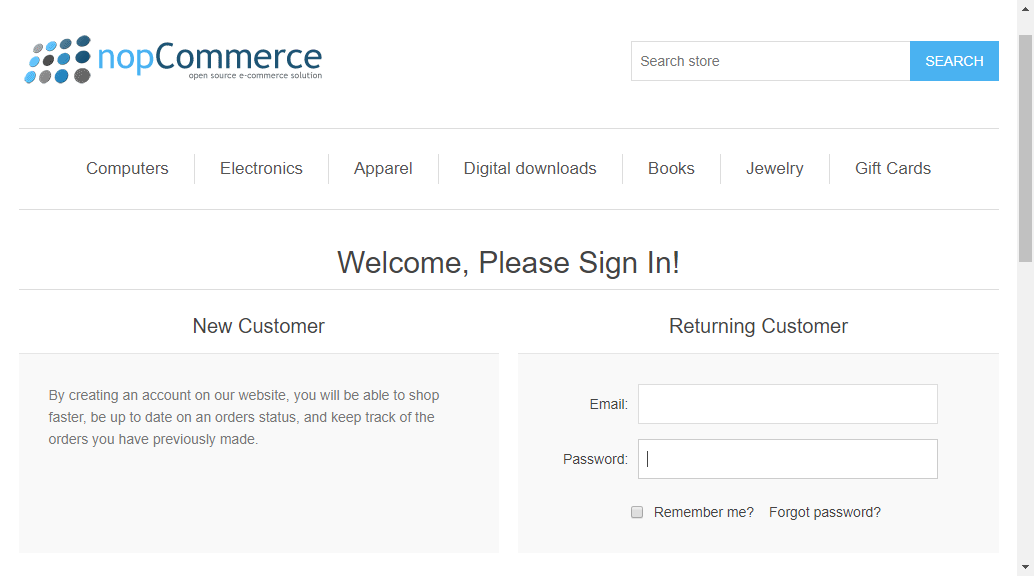 nopCommerce
open source e-commerce solution
Search store
SEARCH
Computers
Electronics
Apparel
Digital downloads
Books
Jewelry
Gift Cards
Welcome, Please Sign In!
New Customer
By creating an account on our website, you will be able to shop
faster, be up to date on an orders status, and keep track of the
orders you have previously made.
Returning Customer
Email:
Password:
Remember me?
Forgot password?